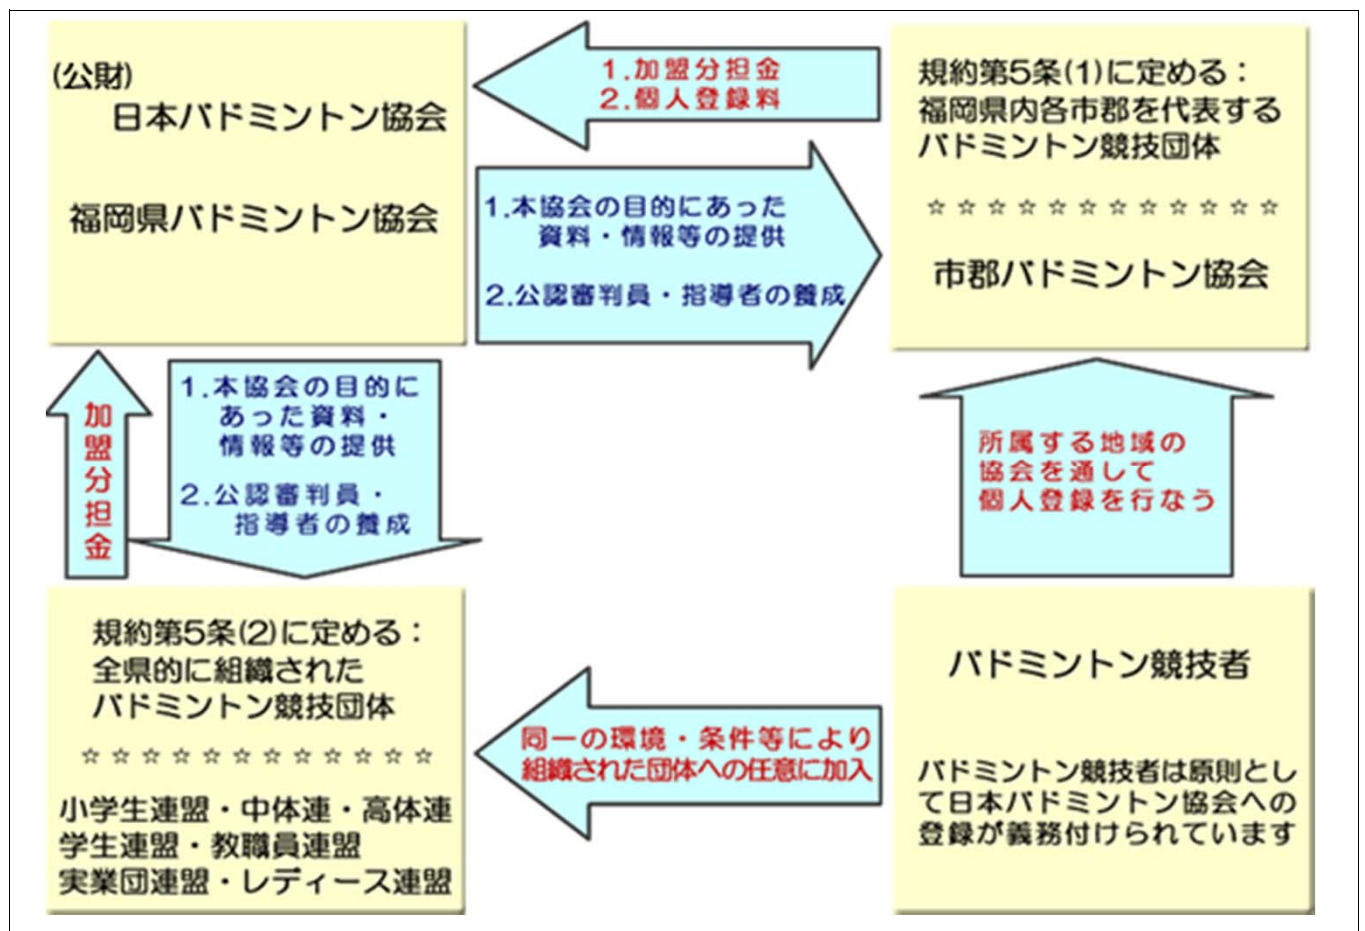 (公財)
日本バドミントン協会
福岡県バドミントン協会
1.加盟分担金
2.個人登録料
1.本協会の目的にあった
資料・情報等の提供
2.公認審判員・指導者の養成
規約第5条(1)に定める：
福岡県内各市郡を代表する
バドミントン競技団体
☆☆☆☆☆☆☆☆☆☆☆☆
市郡バドミントン協会
加盟分担金
1.本協会の目的に
あった資料・
情報等の提供
2.公認審判員・
指導者の養成
所属する地域の
協会を通して
個人登録を行なう
規約第5条(2)に定める：
全県的に組織された
バドミントン競技団体
☆☆☆☆☆☆☆☆☆☆☆☆
小学生連盟・中体連・高体連
学生連盟・教職員連盟
実業団連盟・レディース連盟
同一の環境・条件等により
組織された団体への任意に加入
バドミントン競技者
バドミントン競技者は原則とし
て日本バドミントン協会への
登録が義務付けられています